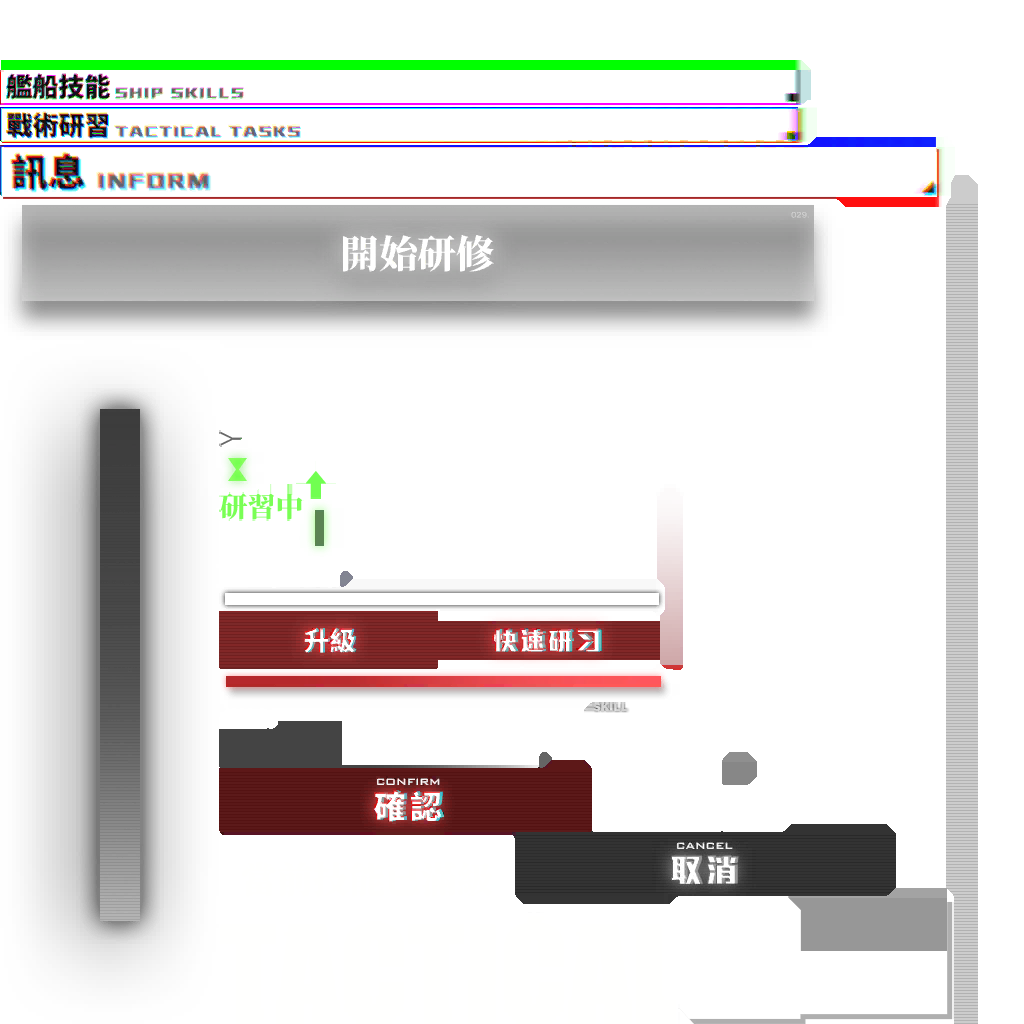 艦船技能 SHIP SKILLS
戰術研習 TACTICAL TASKS
訊息 INFORM
029
開始研修
研習中
升級 快速研习
SKILL
CONFIRM
確認
CANCEL
取消